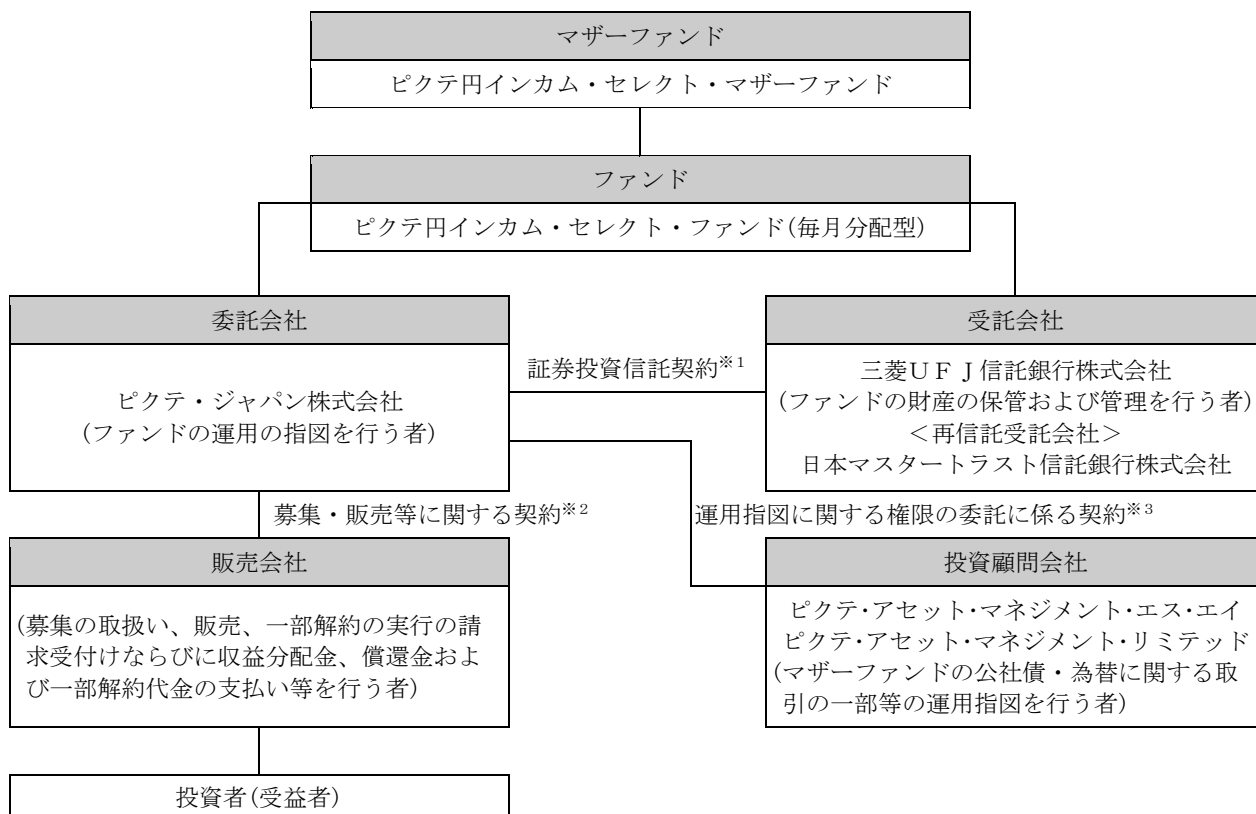 マザーファンド
ピクテ円インカム・セレクト・マザーファンド
ファンド
ピクテ円インカム・セレクト・ファンド(毎月分配型)
委託会社
ピクテ・ジャパン株式会社
(ファンドの運用の指図を行う者)
証券投資信託契約※1
受託会社
三菱ＵＦＪ信託銀行株式会社
(ファンドの財産の保管および管理を行う者)
＜再信託受託会社＞
日本マスタートラスト信託銀行株式会社
募集・販売等に関する契約※2
運用指図に関する権限の委託に係る契約※3
販売会社
(募集の取扱い、販売、一部解約の実行の請
求受付けならびに収益分配金、償還金およ
び一部解約代金の支払い等を行う者)
投資顧問会社
ピクテ・アセット・マネジメント・エス・エイ
ピクテ・アセット・マネジメント・リミテッド
(マザーファンドの公社債・為替に関する取
引の一部等の運用指図を行う者)
投資者(受益者)